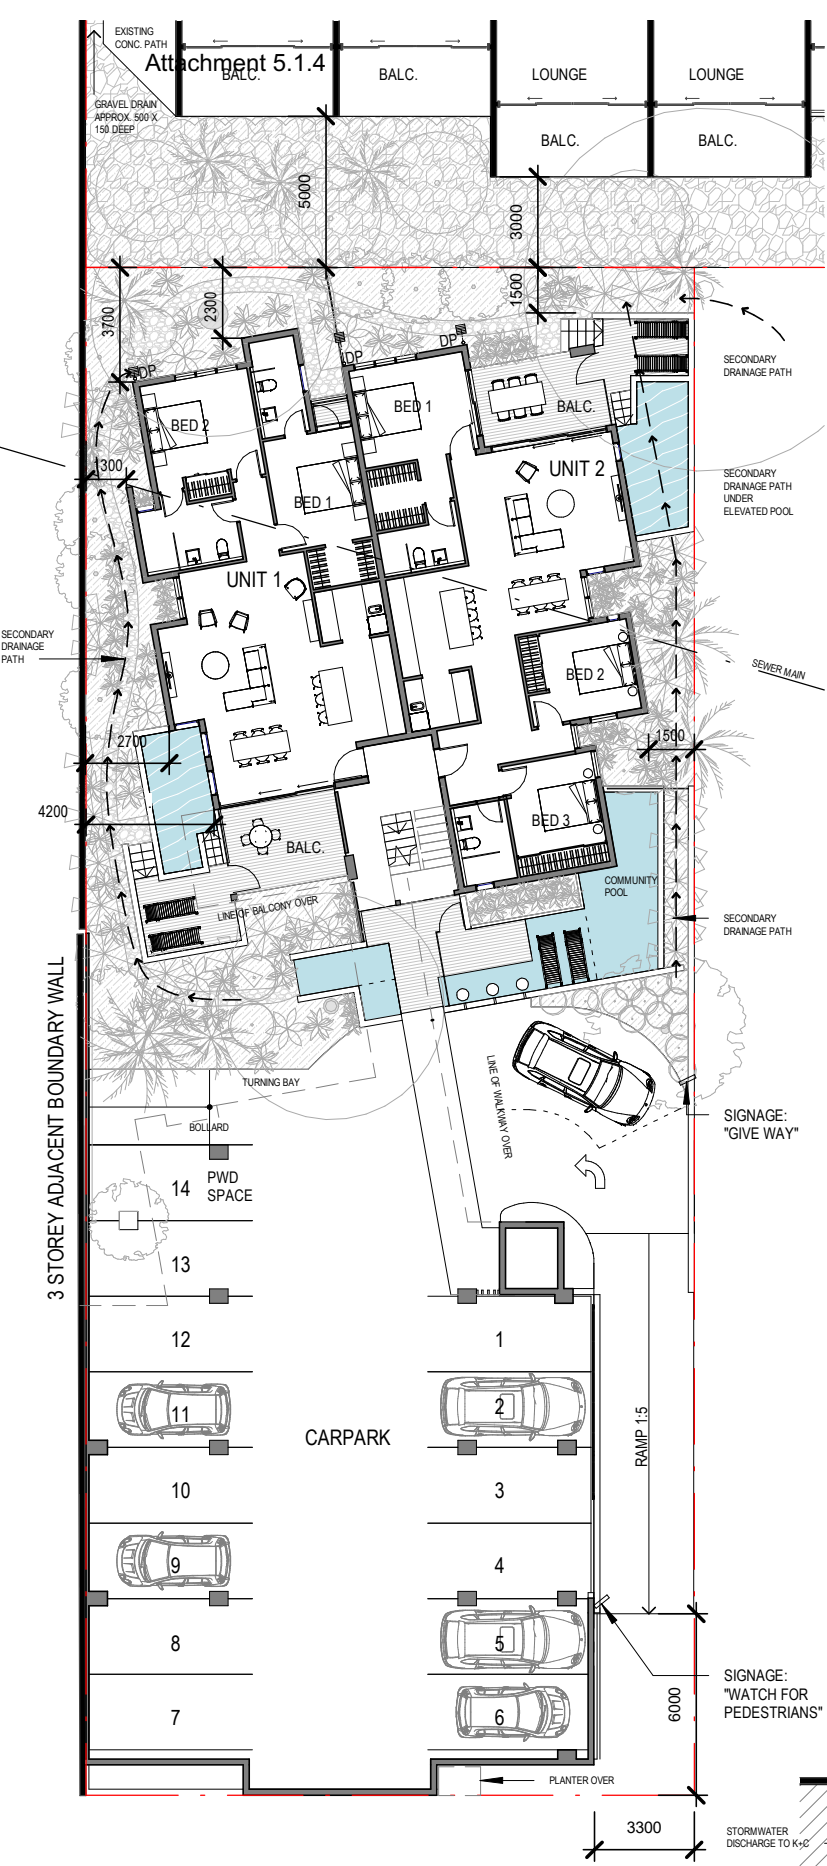 EXISTING
CONC. PATH
Attachment 5.1.4
BALC.
BALC.
LOUNGE
LOUNGE
GRAVEL DRAIN
APPROX. 500 X
150 DEEP
BALC.
BALC.
5000
3000
3700
2300
1500
DP
DP
DP
SECONDARY
DRAINAGE PATH
BED 2
BED 1
BALC.
UNIT 2
1300
BED 1
SECONDARY
DRAINAGE PATH
UNDER
ELEVATED POOL
UNIT 1
SECONDARY
DRAINAGE
PATH
BED 2
SEWER MAIN
2700
1500
4200
BED 3
BALC.
COMMUNITY
POOL
LINE OF BALCONY OVER
SECONDARY
DRAINAGE PATH
3 STOREY ADJACENT BOUNDARY WALL
TURNING BAY
LINE OF WALKWAY OVER
BOLLARD
SIGNAGE:
"GIVE WAY"
14
PWD
SPACE
13
12
1
11
2
CARPARK
RAMP 1:5
10
3
9
4
8
5
7
6
SIGNAGE:
"WATCH FOR
PEDESTRIANS"
6000
PLANTER OVER
3300
STORMWATER
DISCHARGE TO K+C